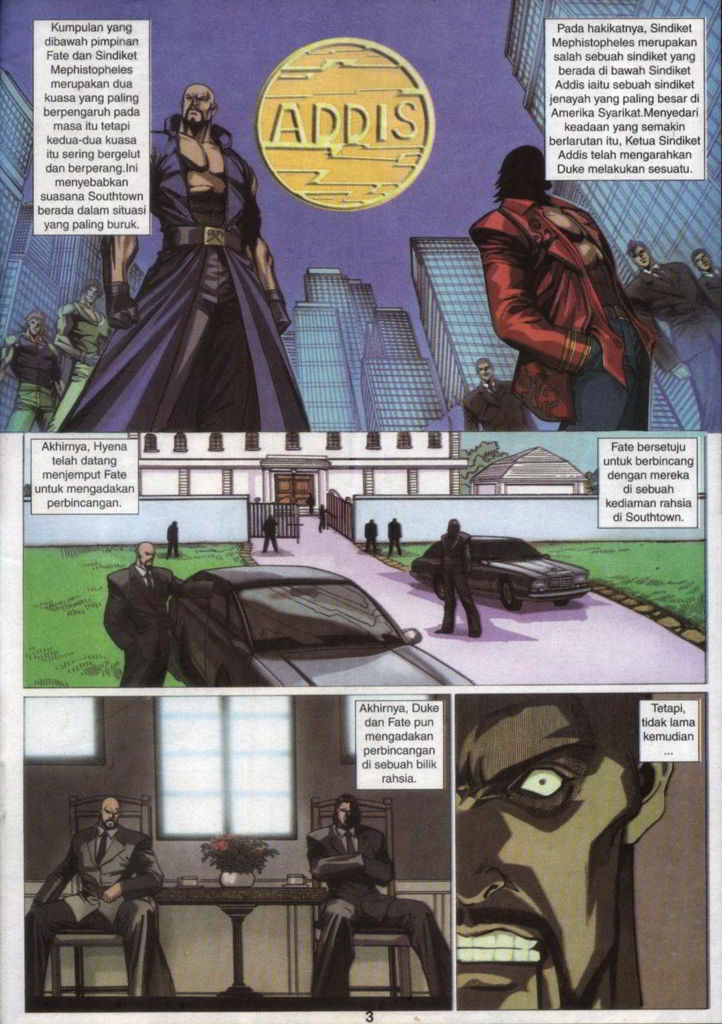 Kumpulan yang
dibawah pimpinan
Fate dan Sindiket
Mephistopheles
merupakan dua
kuasa yang paling
berpengaruh pada
masa itu tetapi
kedua-dua kuasa
itu sering bergelut
dan berperang.Ini
menyebabkan
suasana Southtown
berada dalam situasi
yang paling buruk.
ADDIS
Pada hakikatnya, Sindiket
Mephistopheles merupakan
salah sebuah sindiket yang
berada di bawah Sindiket
Addis iaitu sebuah sindiket
jenayah yang paling besar di
Amerika Syarikat.Menyedari
keadaan yang semakin
berlarutan itu, Ketua Sindiket
Addis telah mengarahkan
Duke melakukan sesuatu.
Akhirnya, Hyena
telah datang
menjemput Fate
untuk mengadakan
perbincangan.
Fate bersetuju
untuk berbincang
dengan mereka
di sebuah
kediaman rahsia
di Southtown.
Akhirnya, Duke
dan Fate pun
mengadakan
perbincangan
di sebuah bilik
rahsia.
Tetapi,
tidak lama
kemudian
...
3